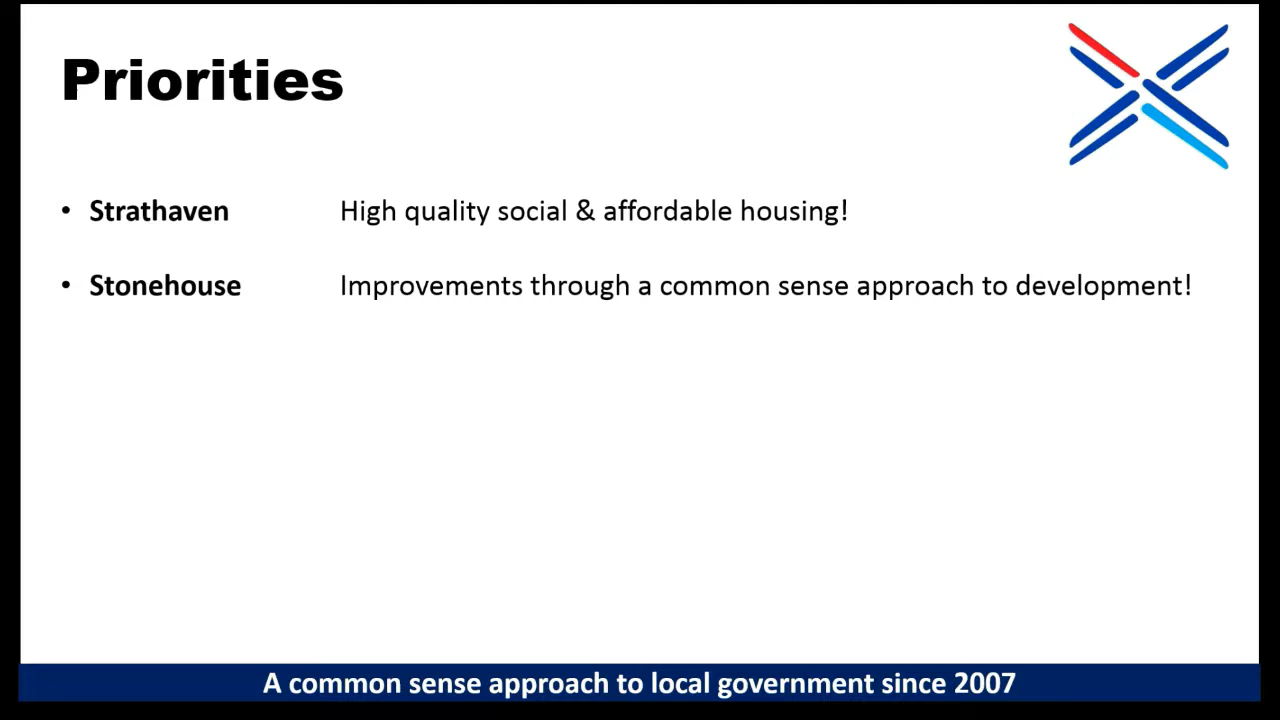 Priorities
• Strathaven High quality social & affordable housing!
• Stonehouse Improvements through a common sense approach to development!
A common sense approach to local government since 2007